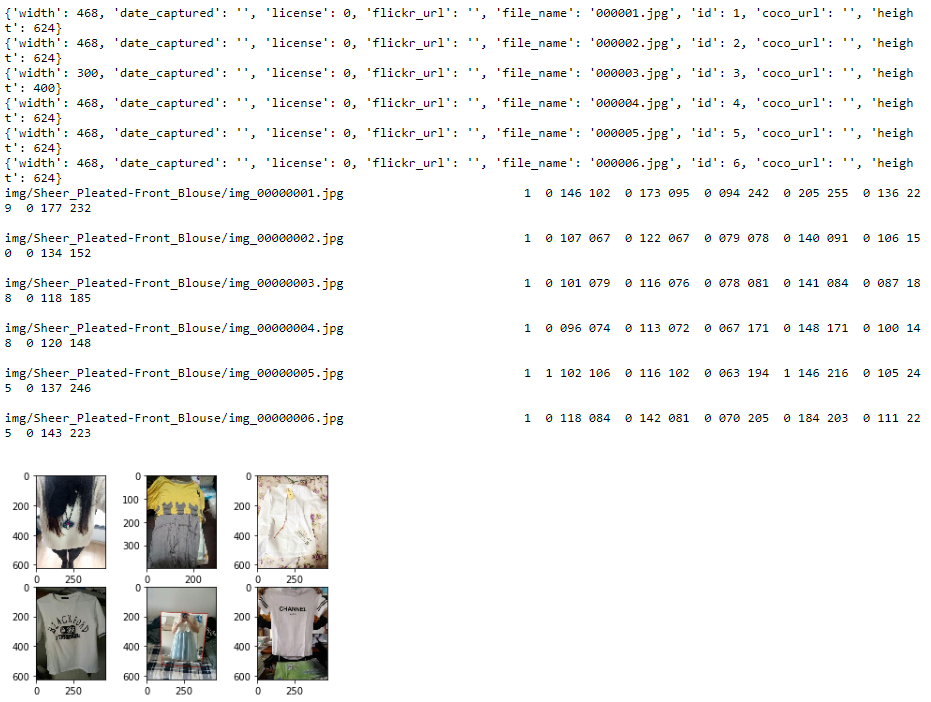 {'width': 468, 'date_captured': '', 'license': 0, 'flickr_url': '', 'file_name': '000001.jpg', 'id': 1, 'coco_url': '', 'heigh
t': 624}
{'width': 468, 'date_captured': '', 'license': 0, 'flickr_url': '', 'file_name': '000002.jpg', 'id': 2, 'coco_url': '', 'heigh
t': 624}
{'width': 300, 'date_captured': '', 'license': 0, 'flickr_url': '', 'file_name': '000003.jpg', 'id': 3, 'coco_url': '', 'heigh
t': 400}
{'width': 468, 'date_captured': '', 'license': 0, 'flickr_url': '', 'file_name': '000004.jpg', 'id': 4, 'coco_url': '', 'heigh
t': 624}
{'width': 468, 'date_captured': '', 'license': 0, 'flickr_url': '', 'file_name': '000005.jpg', 'id': 5, 'coco_url': '', 'heigh
t': 624}
{'width': 468, 'date_captured': '', 'license': 0, 'flickr_url': '', 'file_name': '000006.jpg', 'id': 6, 'coco_url': '', 'heigh
t': 624}
img/Sheer_Pleated-Front_Blouse/img_00000001.jpg 1 0 146 102 0 173 095 0 094 242 0 205 255 0 136 22
9 0 177 232
img/Sheer_Pleated-Front_Blouse/img_00000002.jpg 1 0 107 067 0 122 067 0 079 078 0 140 091 0 106 15
0 0 134 152
img/Sheer_Pleated-Front_Blouse/img_00000003.jpg 1 0 101 079 0 116 076 0 078 081 0 141 084 0 087 18
8 0 118 185
img/Sheer_Pleated-Front_Blouse/img_00000004.jpg 1 0 096 074 0 113 072 0 067 171 0 148 171 0 100 14
8 0 120 148
img/Sheer_Pleated-Front_Blouse/img_00000005.jpg 1 1 102 106 0 116 102 0 063 194 1 146 216 0 105 24
5 0 137 246
img/Sheer_Pleated-Front_Blouse/img_00000006.jpg 1 0 118 084 0 142 081 0 070 205 0 184 203 0 111 22
5 0 143 223
0 0 0
200 100 200
400 200 400
600 300 600
0 250 0 200 0 250
0 0 0
200 200 200
400 400 400
600 600 600
0 250 0 250 0 250
CHANNEL